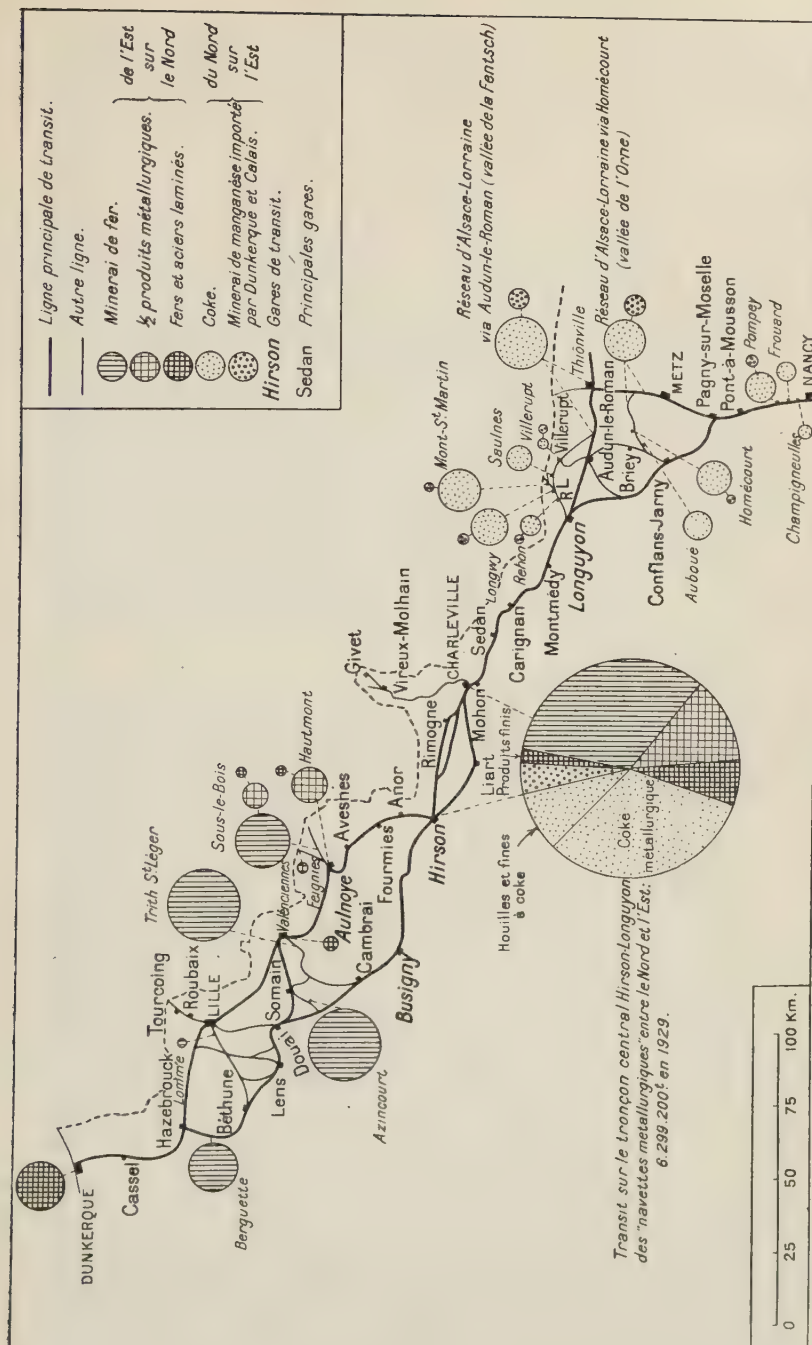 Ligne principale de transit.
Autre ligne.
Minerai de fer.
½ produits métallurgiques.
Fers et aciers laminés.
de l'Est
sur
le Nord
Coke.
Minerai de manganèse importé
par Dunkerque et Calais.
du Nord
sur
l'Est
Hirson Gares de transit.
Sedan Principales gares.
DUNKERQUE
Cassel
Hazebrouck
Lomme
Tourcoing
Roubaix
LILLE
Berguette
Béthune
Lens
Douai
Somain
Azincourt
Trith St Léger
Valenciennes
Sous-le-Bois
Hautmont
Feignies
Aulnoye
Avesnes
Cambrai
Busigny
Fourmies
Anor
Hirson
Givet
Vireux-Molhain
Rimogne
CHARLEVILLE
Liart
Mohon
Sedan
Carignan
Montmédy
Longuyon
Longwy
Rehon
Mont-St Martin
Saulnes
Villerupt
Villerupt
R
L
Réseau d'Alsace-Lorraine
via Audun-le-Roman (vallée de la Fentsch)
Thionville
Audun-le-Roman
Réseau d'Alsace-Lorraine via Homécourt
(vallée de l'Orne)
Briey
METZ
Conflans-Jarny
Auboué
Homécourt
Pagny-sur-Moselle
Pont-à-Mousson
Pompey
Frouard
Champigneulles
NANCY
Houilles et fines
à coke
Produits finis
Coke
métallurgique
Transit sur le tronçon central Hirson-Longuyon
des "navettes metallurgiques" entre le Nord et l'Est:
6.299.200t en 1929.
0 25 50 75 100 Km.